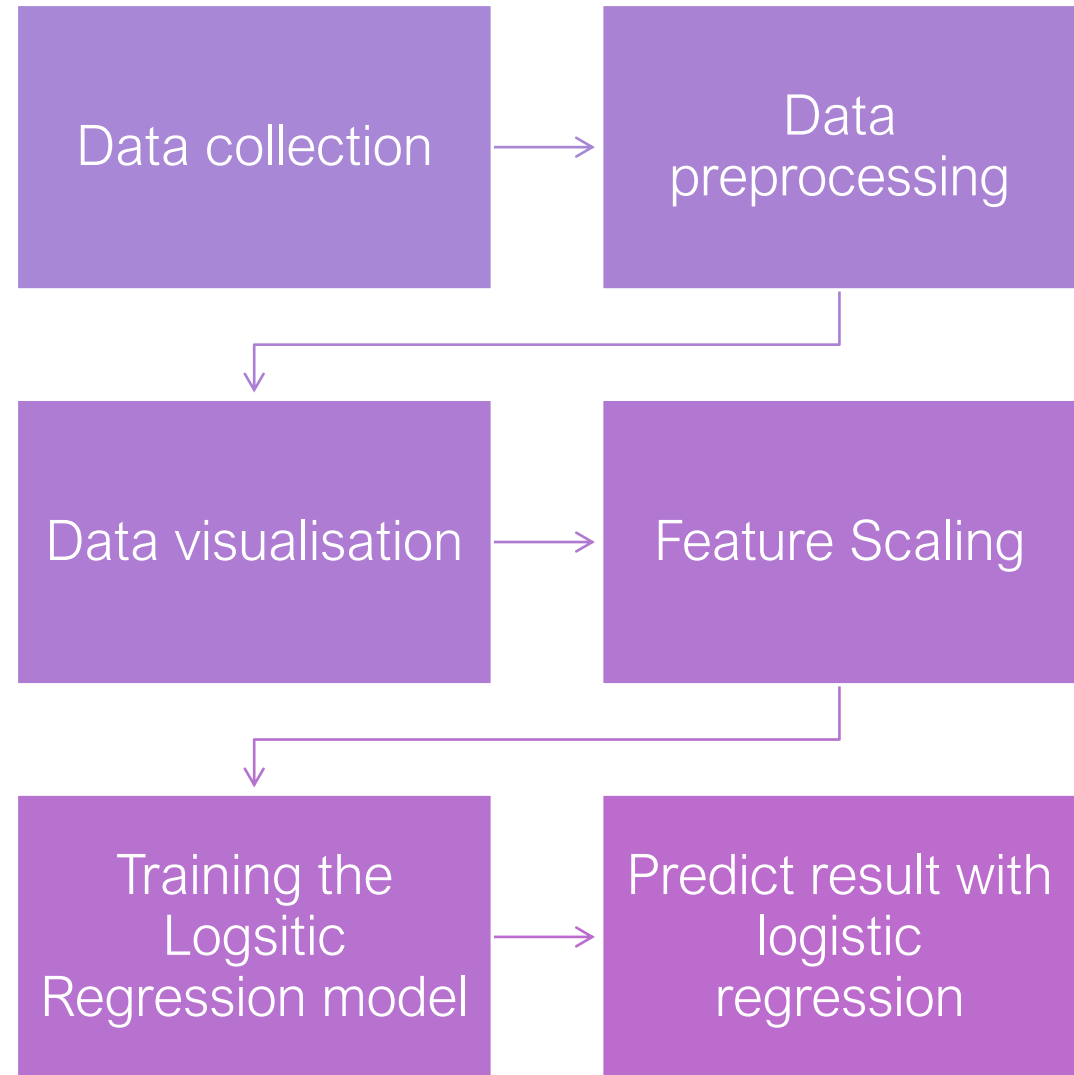 Data collection
Data
preprocessing
Data visualisation
Feature Scaling
Training the
Logsitic
Regression model
Predict result with
logistic
regression